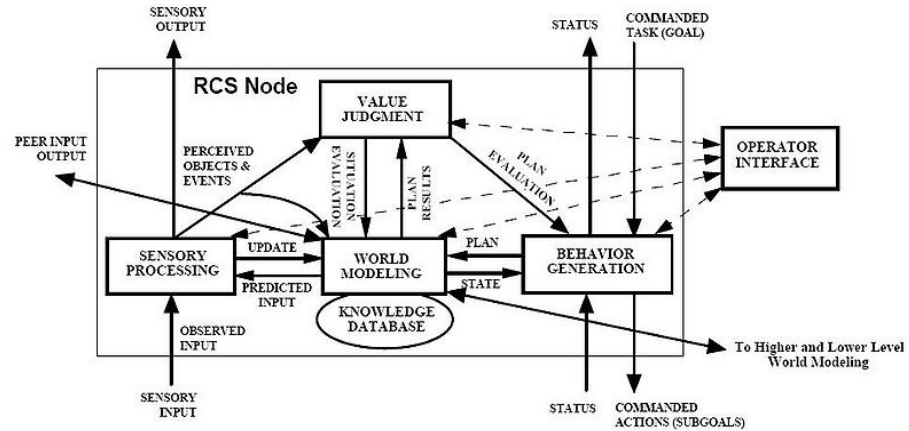 SENSORY
OUTPUT
STATUS
COMMANDED
TASK (GOAL)
RCS Node
VALUE
JUDGMENT
PEER INPUT
OUTPUT
PERCEIVED
OBJECTS &
EVENTS
SITUATION
EVALUATION
PLAN
RESULTS
PLAN
EVALUATION
OPERATOR
INTERFACE
SENSORY
PROCESSING
UPDATE
PREDICTED
INPUT
WORLD
MODELING
PLAN
STATE
BEHAVIOR
GENERATION
KNOWLEDGE
DATABASE
OBSERVED
INPUT
To Higher and Lower Level
World Modeling
SENSORY
INPUT
STATUS
COMMANDED
ACTIONS (SUBGOALS)